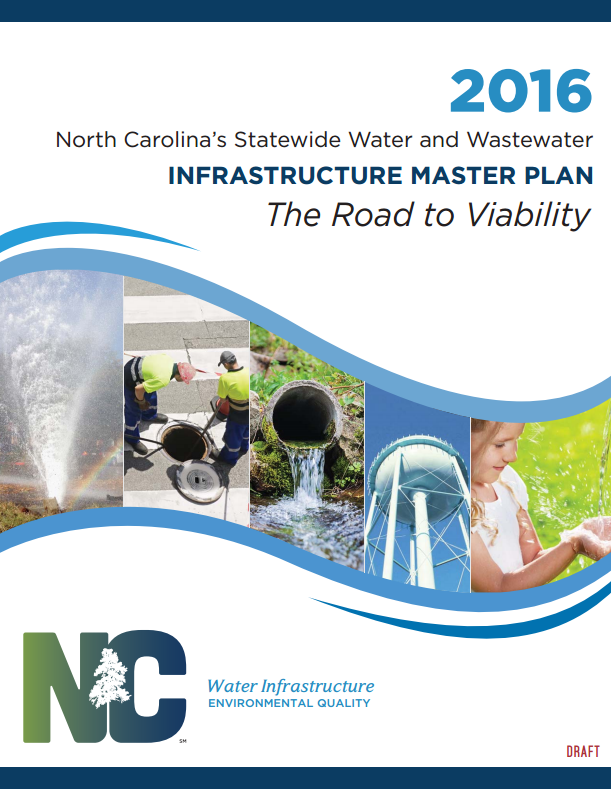 2016
North Carolina's Statewide Water and Wastewater
INFRASTRUCTURE MASTER PLAN
The Road to Viability
NC
SM
Water Infrastructure
ENVIRONMENTAL QUALITY
DRAFT